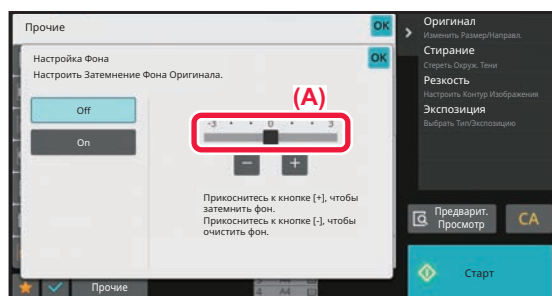 Прочие
OK
Настройка Фона
OK
Настроить Затемнение Фона Оригинала.
Off
On
(A)
-3 • • 0 • • 3
−
+
Прикоснитесь к кнопке [+], чтобы
затемнить фон.
Прикоснитесь к кнопке [-], чтобы
очистить фон.
Оригинал
Изменить Размер/Направл.
Стирание
Стереть Окруж. Тени
Резкость
Настроить Контур Изображения
Экспозиция
Выбрать Тип/Экспозицию
Предварит.
Просмотр
CA
Старт
Прочие
4 A4